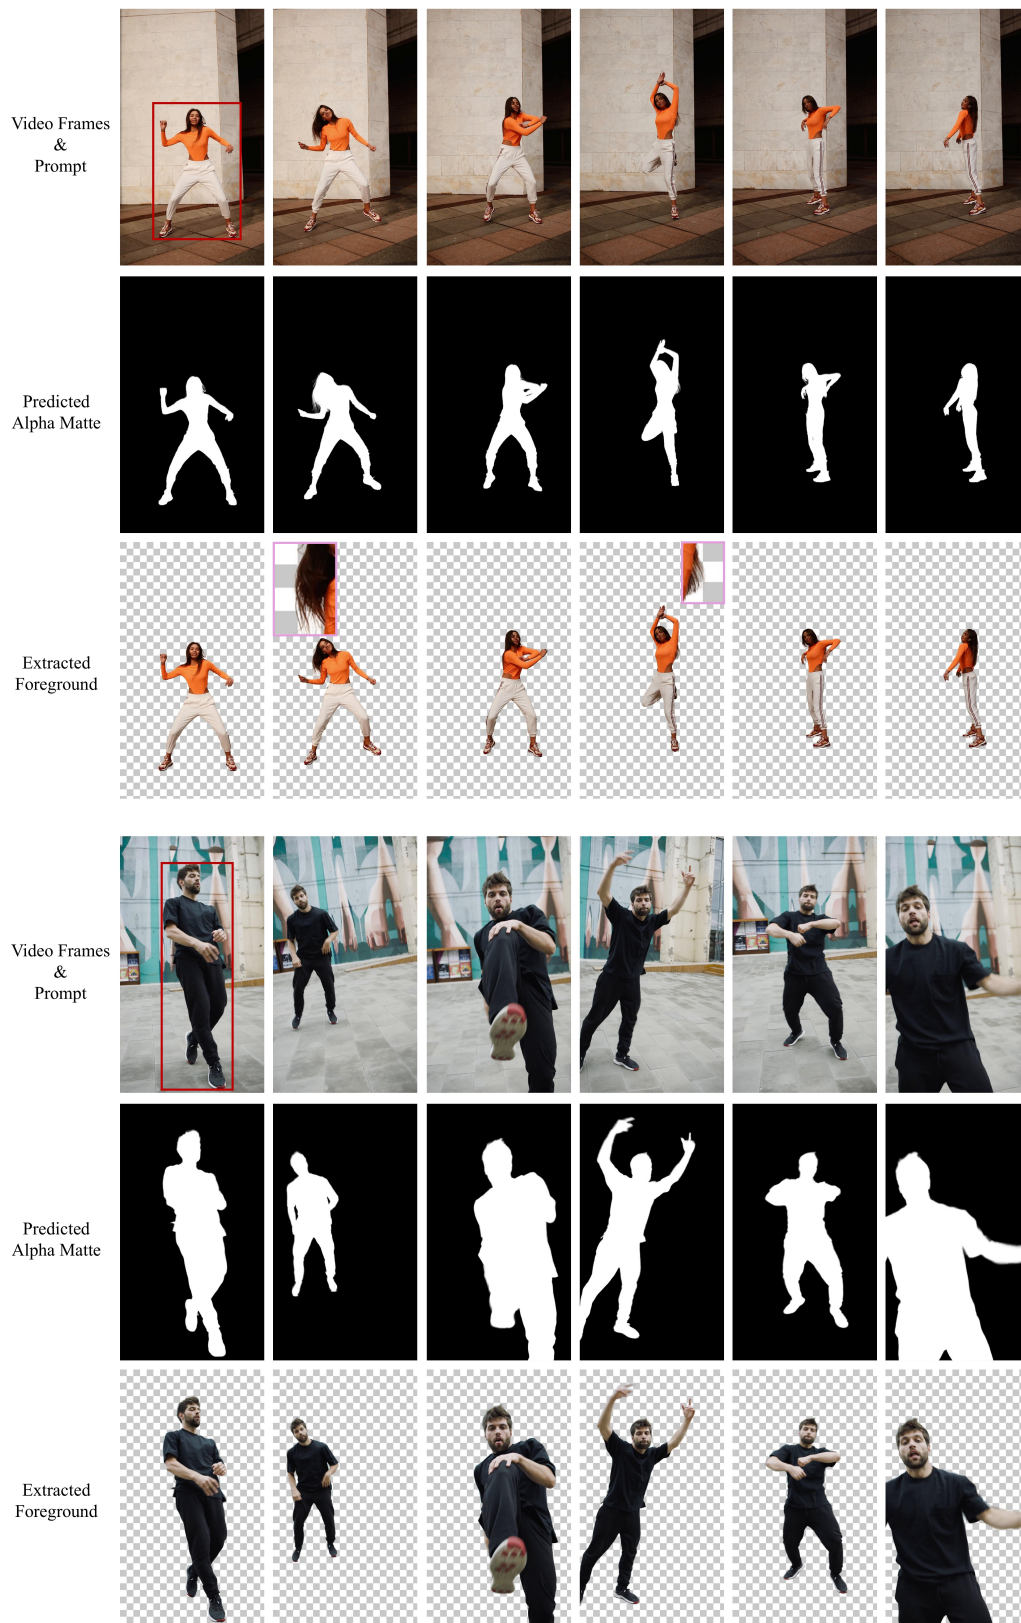 Video Frames
&
Prompt
Predicted
Alpha Matte
Extracted
Foreground
Video Frames
&
Prompt
Predicted
Alpha Matte
Extracted
Foreground